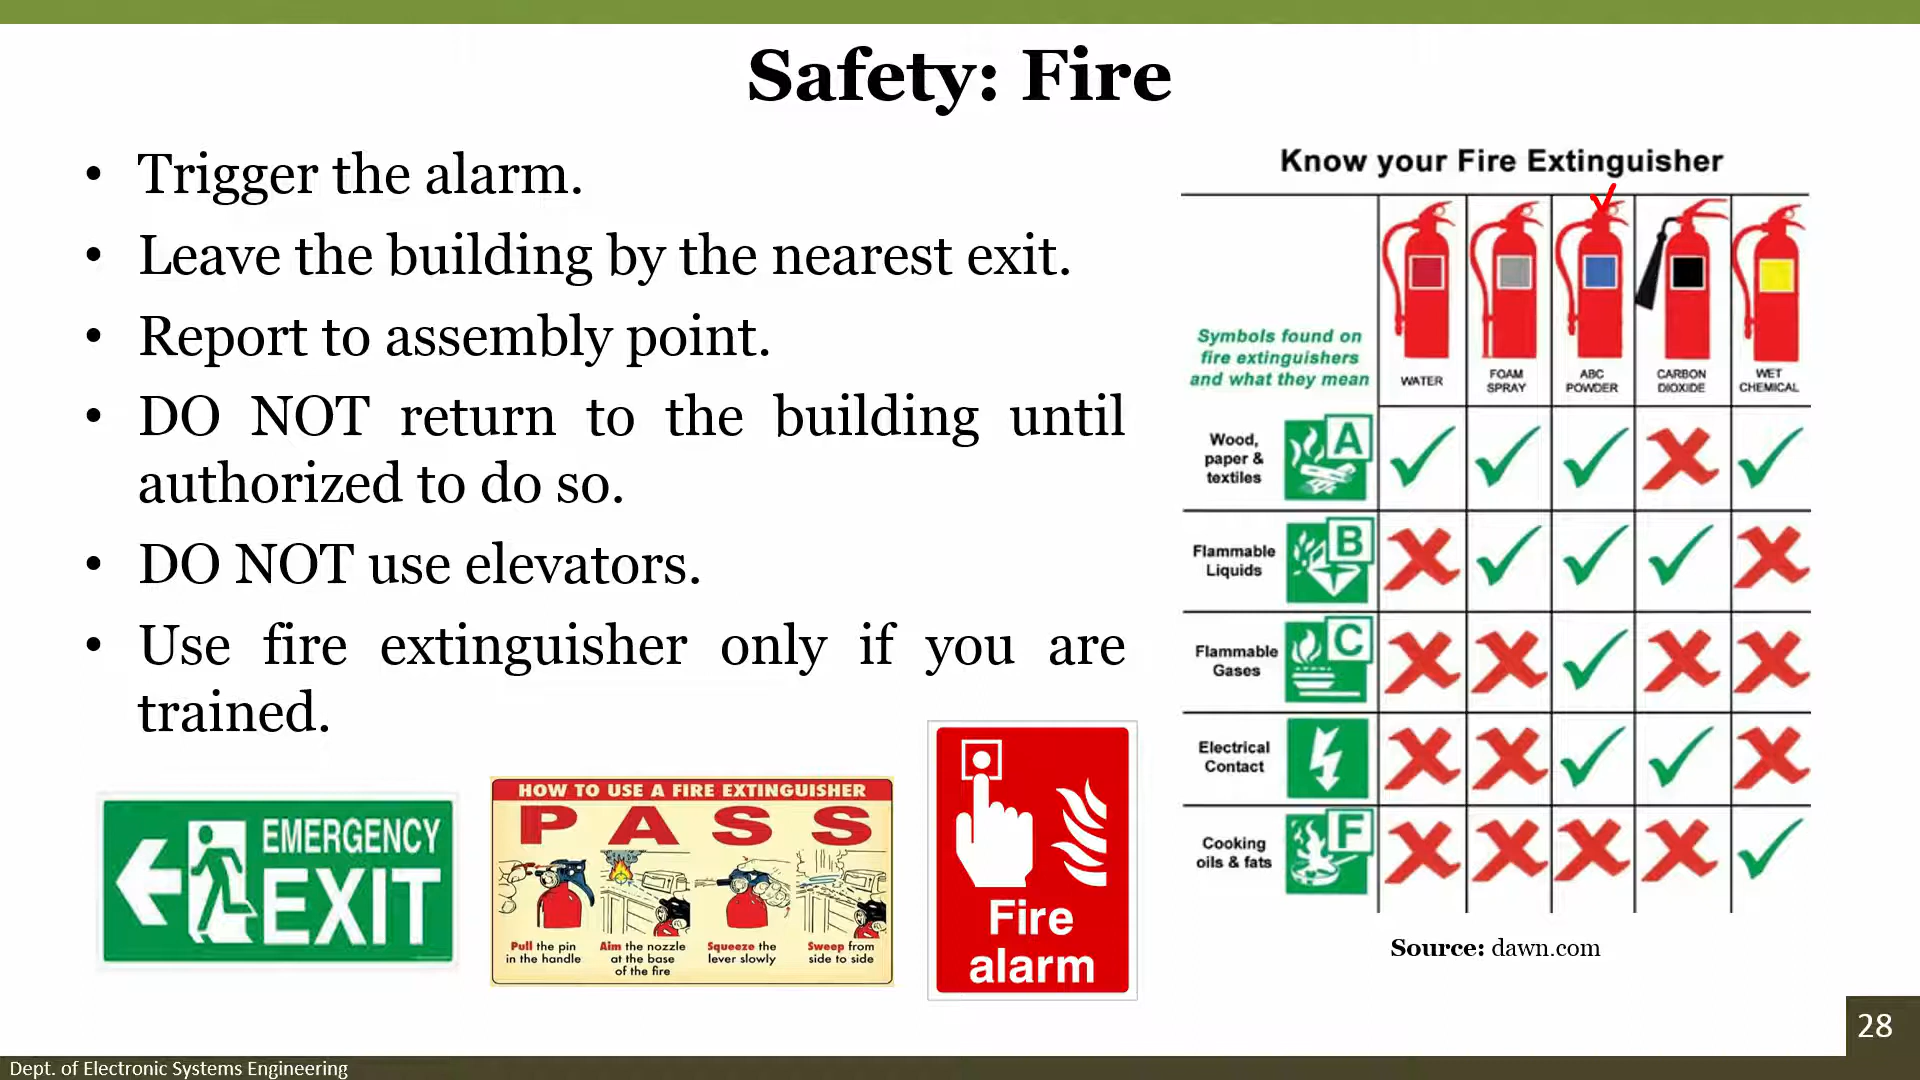 Safety: Fire
• Trigger the alarm.
• Leave the building by the nearest exit.
• Report to assembly point.
• DO NOT return to the building until
authorized to do so.
• DO NOT use elevators.
• Use fire extinguisher only if you are
trained.
EMERGENCY
EXIT
HOW TO USE A FIRE EXTINGUISHER
P A S S
Pull the pin
in the handle
Aim the nozzle
at the base
of the fire
Squeeze the
lever slowly
Sweep from
side to side
Fire
alarm
Know your Fire Extinguisher
Symbols found on
fire extinguishers
and what they mean
WATER
FOAM
SPRAY
ABC
POWDER
CARBON
DIOXIDE
WET
CHEMICAL
Wood,
paper &
textiles
A
Flammable
Liquids
B
Flammable
Gases
C
Electrical
Contact
Cooking
oils & fats
F
Source: dawn.com
28
Dept. of Electronic Systems Engineering